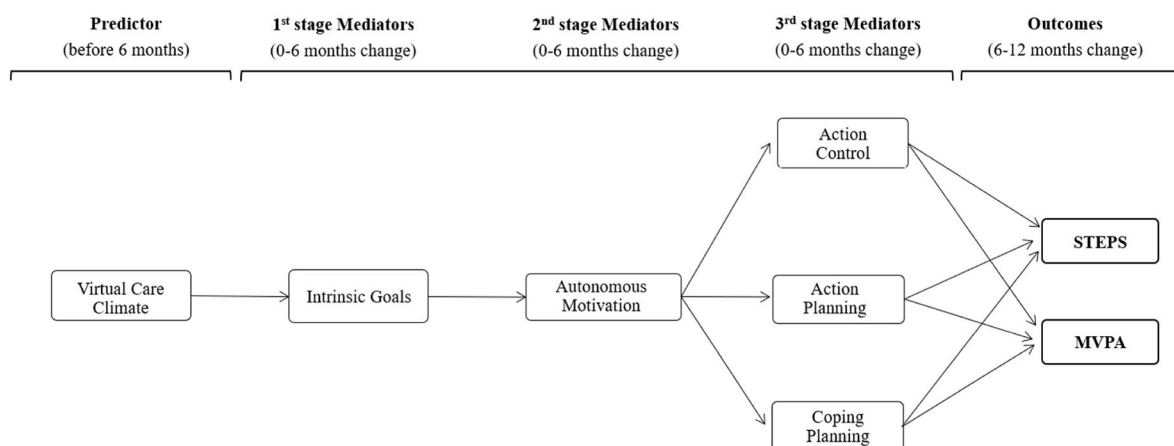 Predictor
(before 6 months)
1st stage Mediators
(0-6 months change)
2nd stage Mediators
(0-6 months change)
3rd stage Mediators
(0-6 months change)
Outcomes
(6-12 months change)
Virtual Care
Climate
Intrinsic Goals
Autonomous
Motivation
Action
Control
Action
Planning
Coping
Planning
STEPS
MVPA